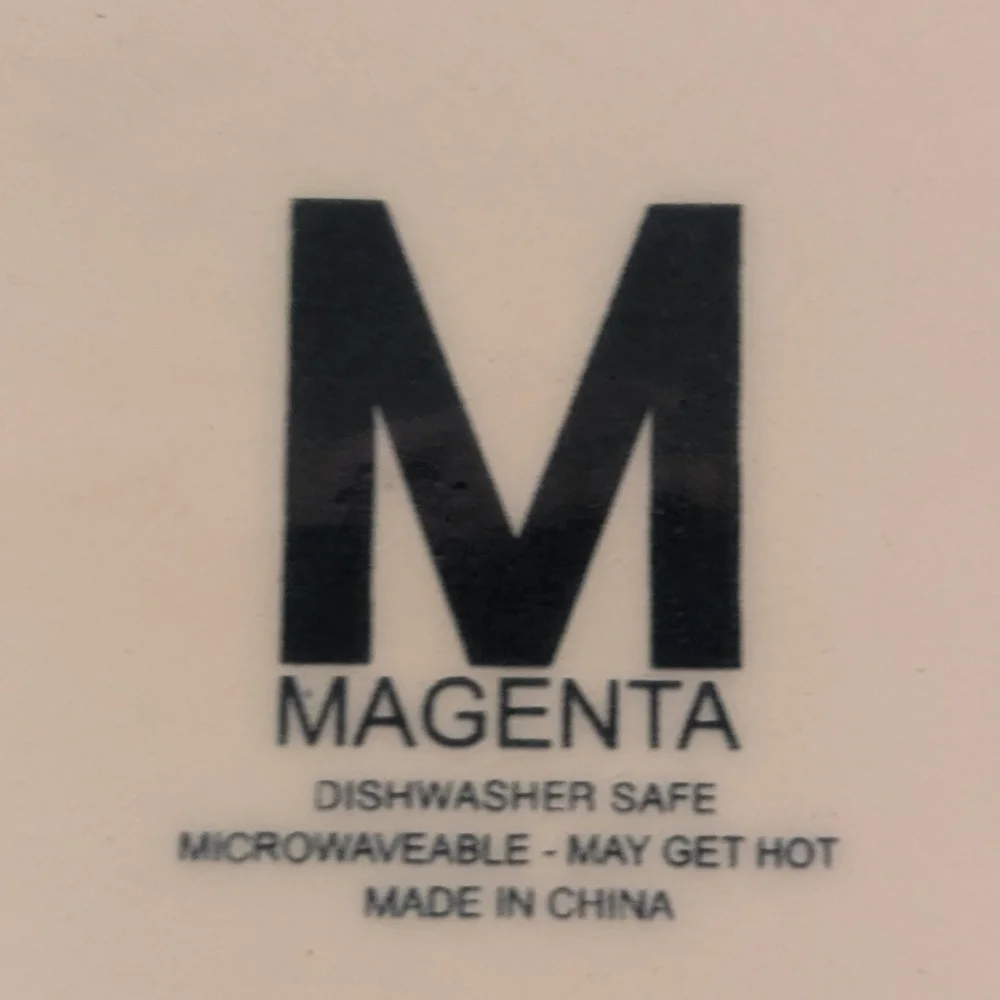 M
MAGENTA
DISHWASHER SAFE
MICROWAVEABLE - MAY GET HOT
MADE IN CHINA